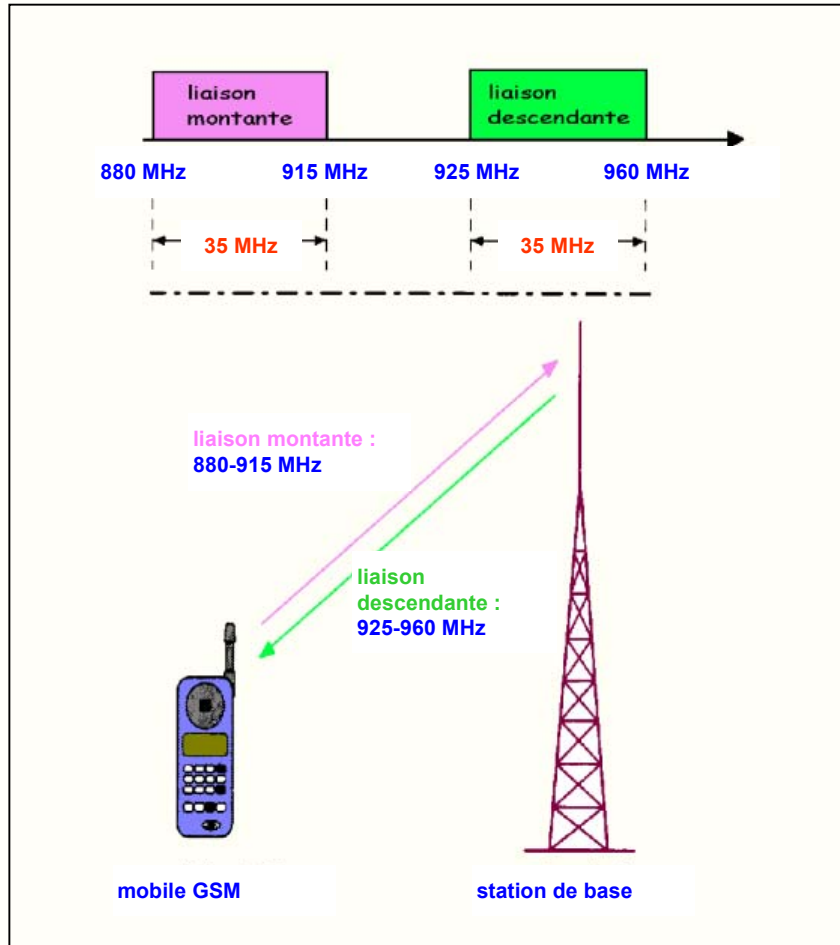 liaison
montante
liaison
descendante
880 MHz
915 MHz
925 MHz
960 MHz
35 MHz
35 MHz
liaison montante :
880-915 MHz
liaison
descendante :
925-960 MHz
mobile GSM
station de base